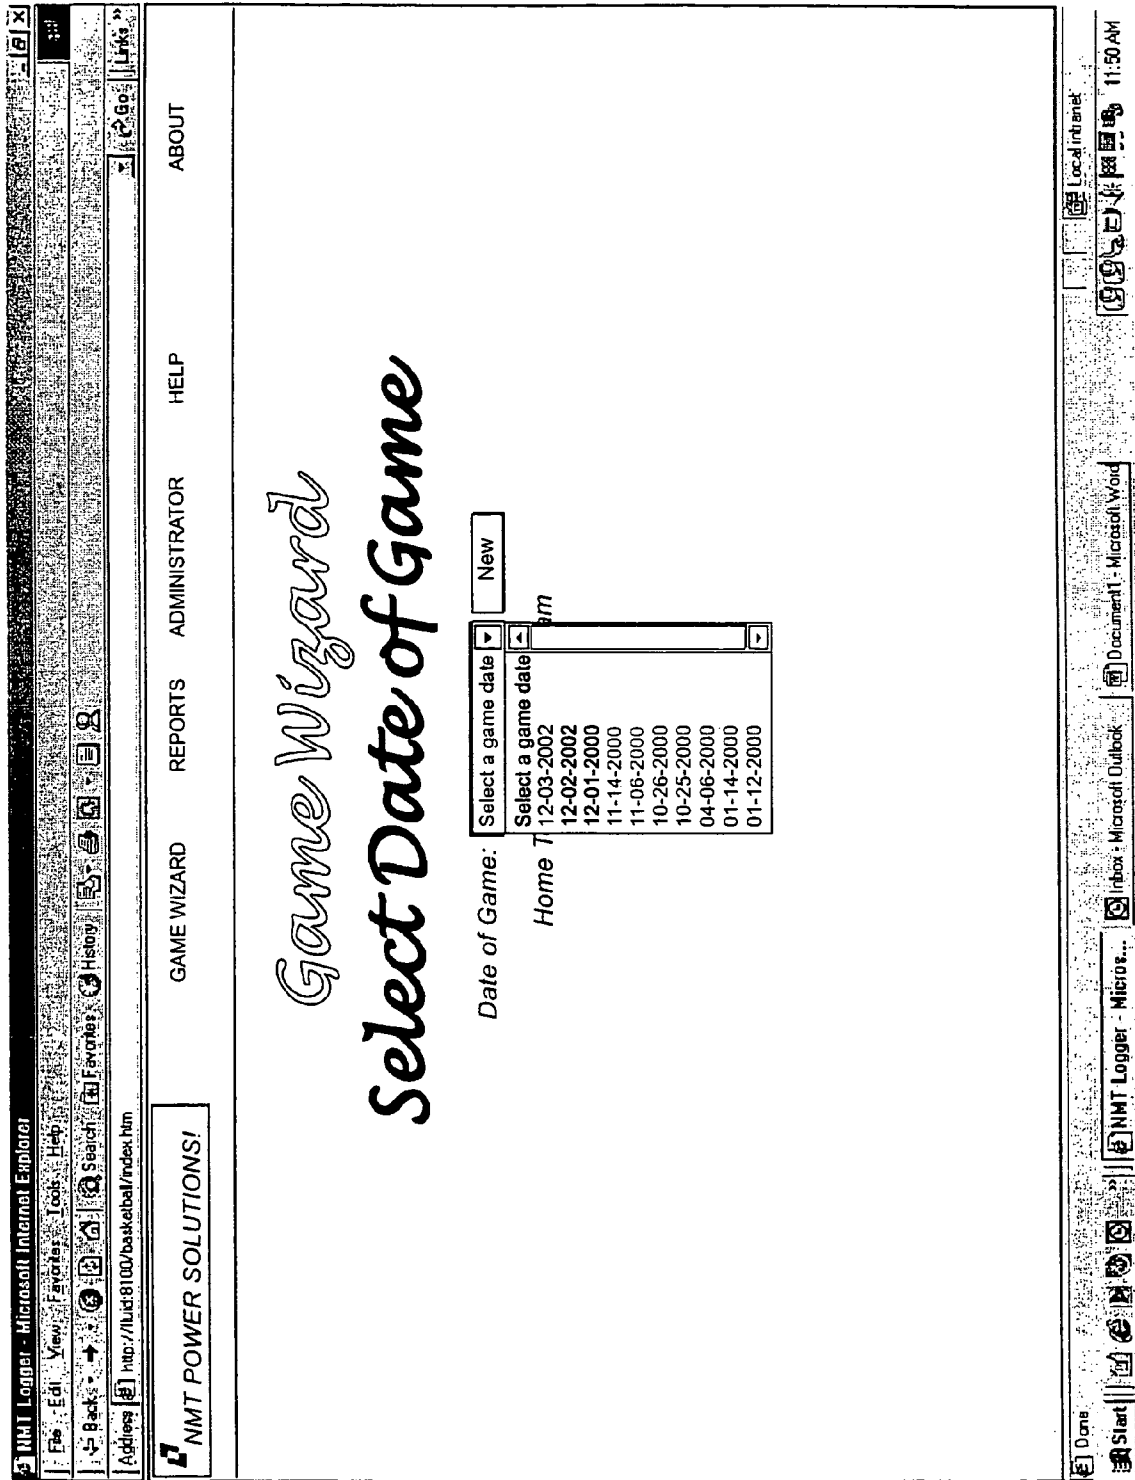 NMT Logger - Microsoft Internet Explorer
File Edit View Favorites Tools Help
Back Search Favorites History
Address http://fluid:8100/basketball/index.htm Go Links »
NMT POWER SOLUTIONS! GAME WIZARD REPORTS ADMINISTRATOR HELP ABOUT
Game Wizard
Select Date of Game
Date of Game: Select a game date New
Select a game date
Home T am
12-03-2002
12-02-2002
12-01-2000
11-14-2000
11-06-2000
10-26-2000
10-25-2000
04-06-2000
01-14-2000
01-12-2000
Done Local intranet
Start » NMT Logger - Micros... Inbox - Microsoft Outlook Document1 - Microsoft Word 11:50 AM